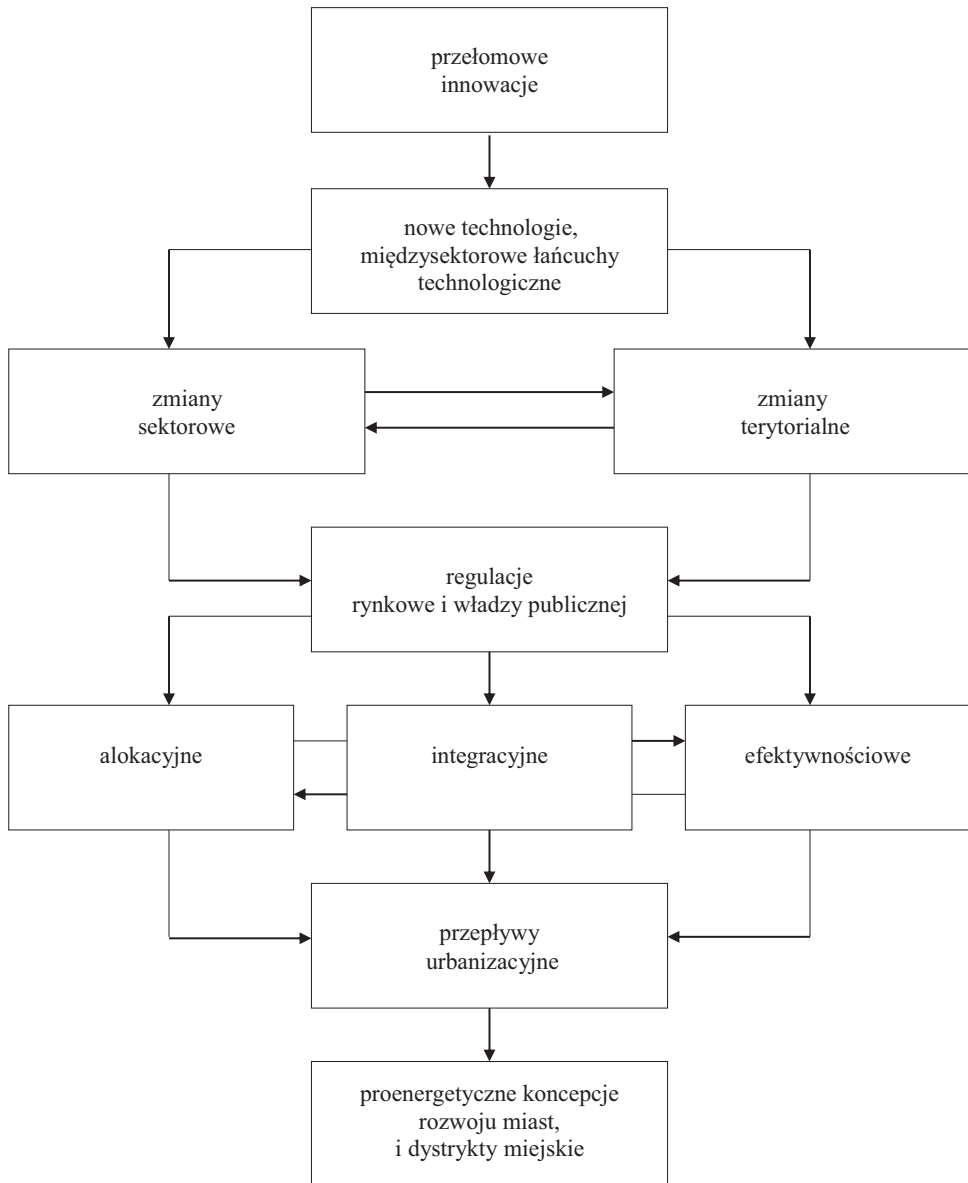 przełomowe
innowacje
nowe technologie,
międzysektorowe łańcuchy
technologiczne
zmiany
sektorowe
zmiany
terytorialne
regulacje
rynkowe i władzy publicznej
alokacyjne
integracyjne
efektywnościowe
przepływy
urbanizacyjne
proenergetyczne koncepcje
rozwoju miast,
i dystrykty miejskie